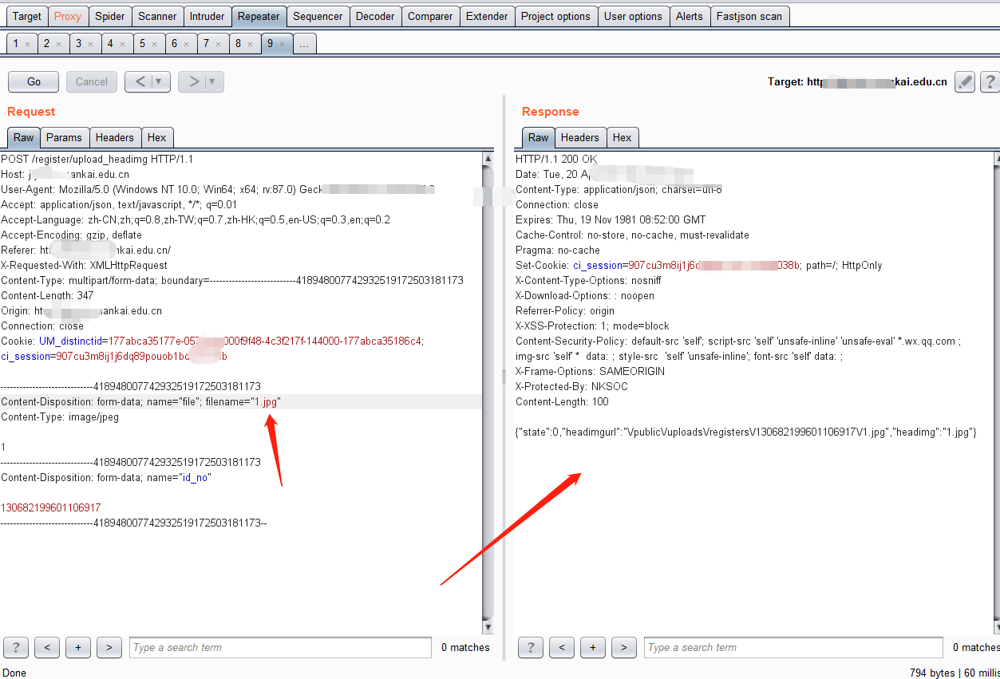 Target Proxy Spider Scanner Intruder Repeater Sequencer Decoder Comparer Extender Project options User options Alerts Fastjson scan
1 × 2 × 3 × 4 × 5 × 6 × 7 × 8 × 9 × ...
Go Cancel < ▼ > ▼ Target: http kai.edu.cn ?
Request
Raw Params Headers Hex
POST /register/upload_headimg HTTP/1.1
Host: j ankai.edu.cn
User-Agent: Mozilla/5.0 (Windows NT 10.0; Win64; x64; rv:87.0) Geck
Accept: application/json, text/javascript, */*; q=0.01
Accept-Language: zh-CN,zh;q=0.8,zh-TW;q=0.7,zh-HK;q=0.5,en-US;q=0.3,en;q=0.2
Accept-Encoding: gzip, deflate
Referer: ht nkai.edu.cn/
X-Requested-With: XMLHttpRequest
Content-Type: multipart/form-data; boundary=---------------------------418948007742932519172503181173
Content-Length: 347
Origin: ht ankai.edu.cn
Connection: close
Cookie: UM_distinctid=177abca35177e-057 000f9f48-4c3f217f-144000-177abca35186c4;
ci_session=907cu3m8ij1j6dq89pouob1bc b
-----------------------------418948007742932519172503181173
Content-Disposition: form-data; name="file"; filename="1.jpg"
Content-Type: image/jpeg
1
-----------------------------418948007742932519172503181173
Content-Disposition: form-data; name="id_no"
130682199601106917
-----------------------------418948007742932519172503181173--
? < + > Type a search term 0 matches
Done
Response
Raw Headers Hex
HTTP/1.1 200 OK
Date: Tue, 20 A
Content-Type: application/json; charset=utf-8
Connection: close
Expires: Thu, 19 Nov 1981 08:52:00 GMT
Cache-Control: no-store, no-cache, must-revalidate
Pragma: no-cache
Set-Cookie: ci_session=907cu3m8ij1j6 038b; path=/; HttpOnly
X-Content-Type-Options: nosniff
X-Download-Options: : noopen
Referrer-Policy: origin
X-XSS-Protection: 1; mode=block
Content-Security-Policy: default-src 'self'; script-src 'self' 'unsafe-inline' 'unsafe-eval' *.wx.qq.com ;
img-src 'self' * data: ; style-src 'self' 'unsafe-inline'; font-src 'self' data: ;
X-Frame-Options: SAMEORIGIN
X-Protected-By: NKSOC
Content-Length: 100
{"state":0,"headimgurl":"\/public\/uploads\/registers\/130682199601106917\/1.jpg","headimg":"1.jpg"}
? < + > Type a search term 0 matches
794 bytes | 60 millis